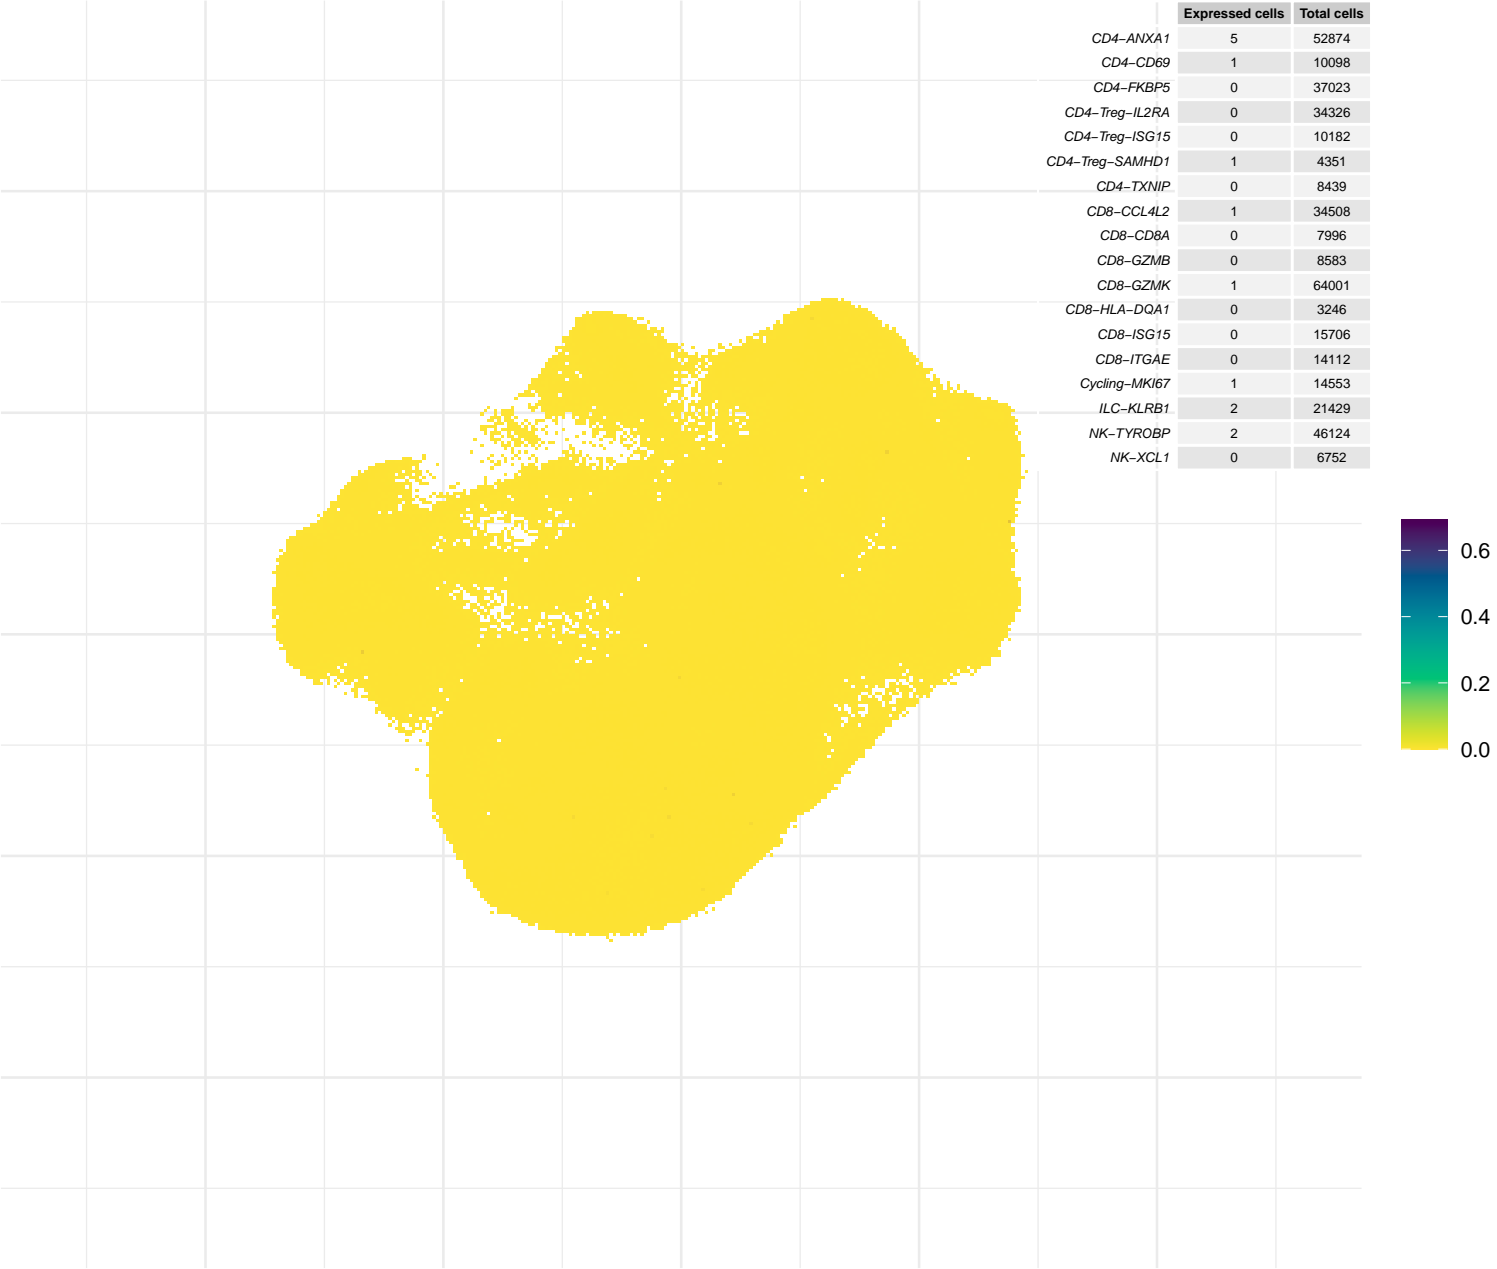 Expressed cells Total cells
CD4−ANXA1 5 52874
CD4−CD69 1 10098
CD4−FKBP5 0 37023
CD4−Treg−IL2RA 0 34326
CD4−Treg−ISG15 0 10182
CD4−Treg−SAMHD1 1 4351
CD4−TXNIP 0 8439
CD8−CCL4L2 1 34508
CD8−CD8A 0 7996
CD8−GZMB 0 8583
CD8−GZMK 1 64001
CD8−HLA−DQA1 0 3246
CD8−ISG15 0 15706
CD8−ITGAE 0 14112
Cycling−MKI67 1 14553
ILC−KLRB1 2 21429
NK−TYROBP 2 46124
NK−XCL1 0 6752
0.6
0.4
0.2
0.0